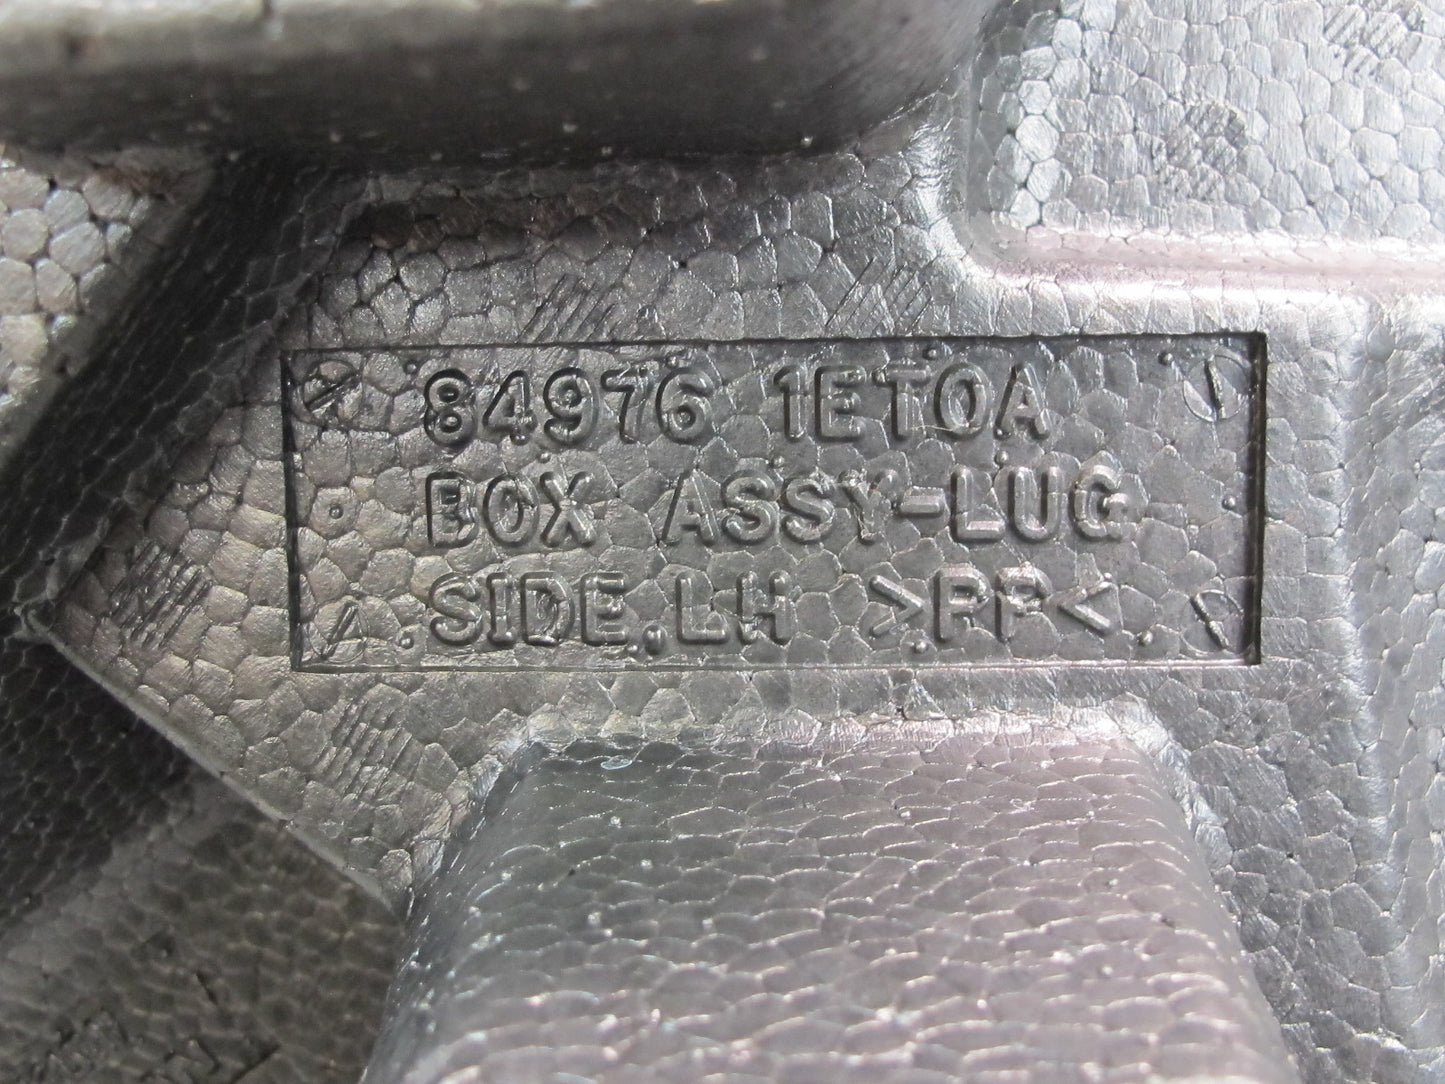 84976 1ET0A
BOX ASSY-LUG
SIDE,LH >PP<